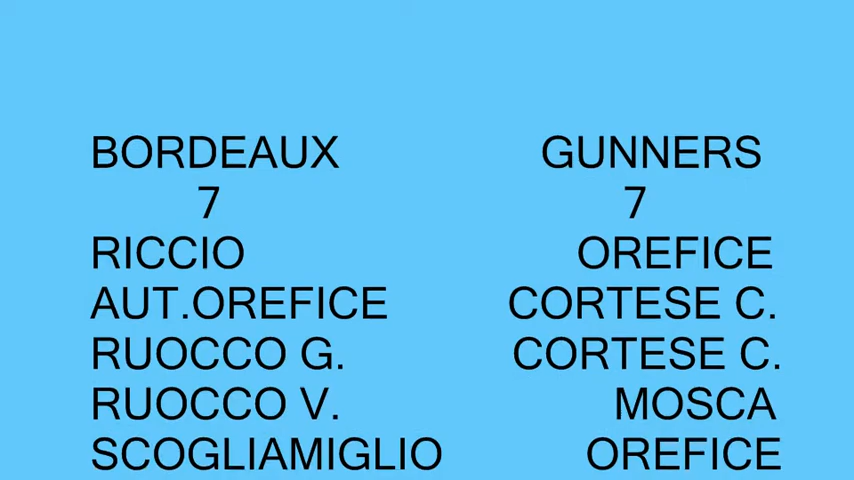 BORDEAUX GUNNERS
7 7
RICCIO OREFICE
AUT.OREFICE CORTESE C.
RUOCCO G. CORTESE C.
RUOCCO V. MOSCA
SCOGLIAMIGLIO OREFICE